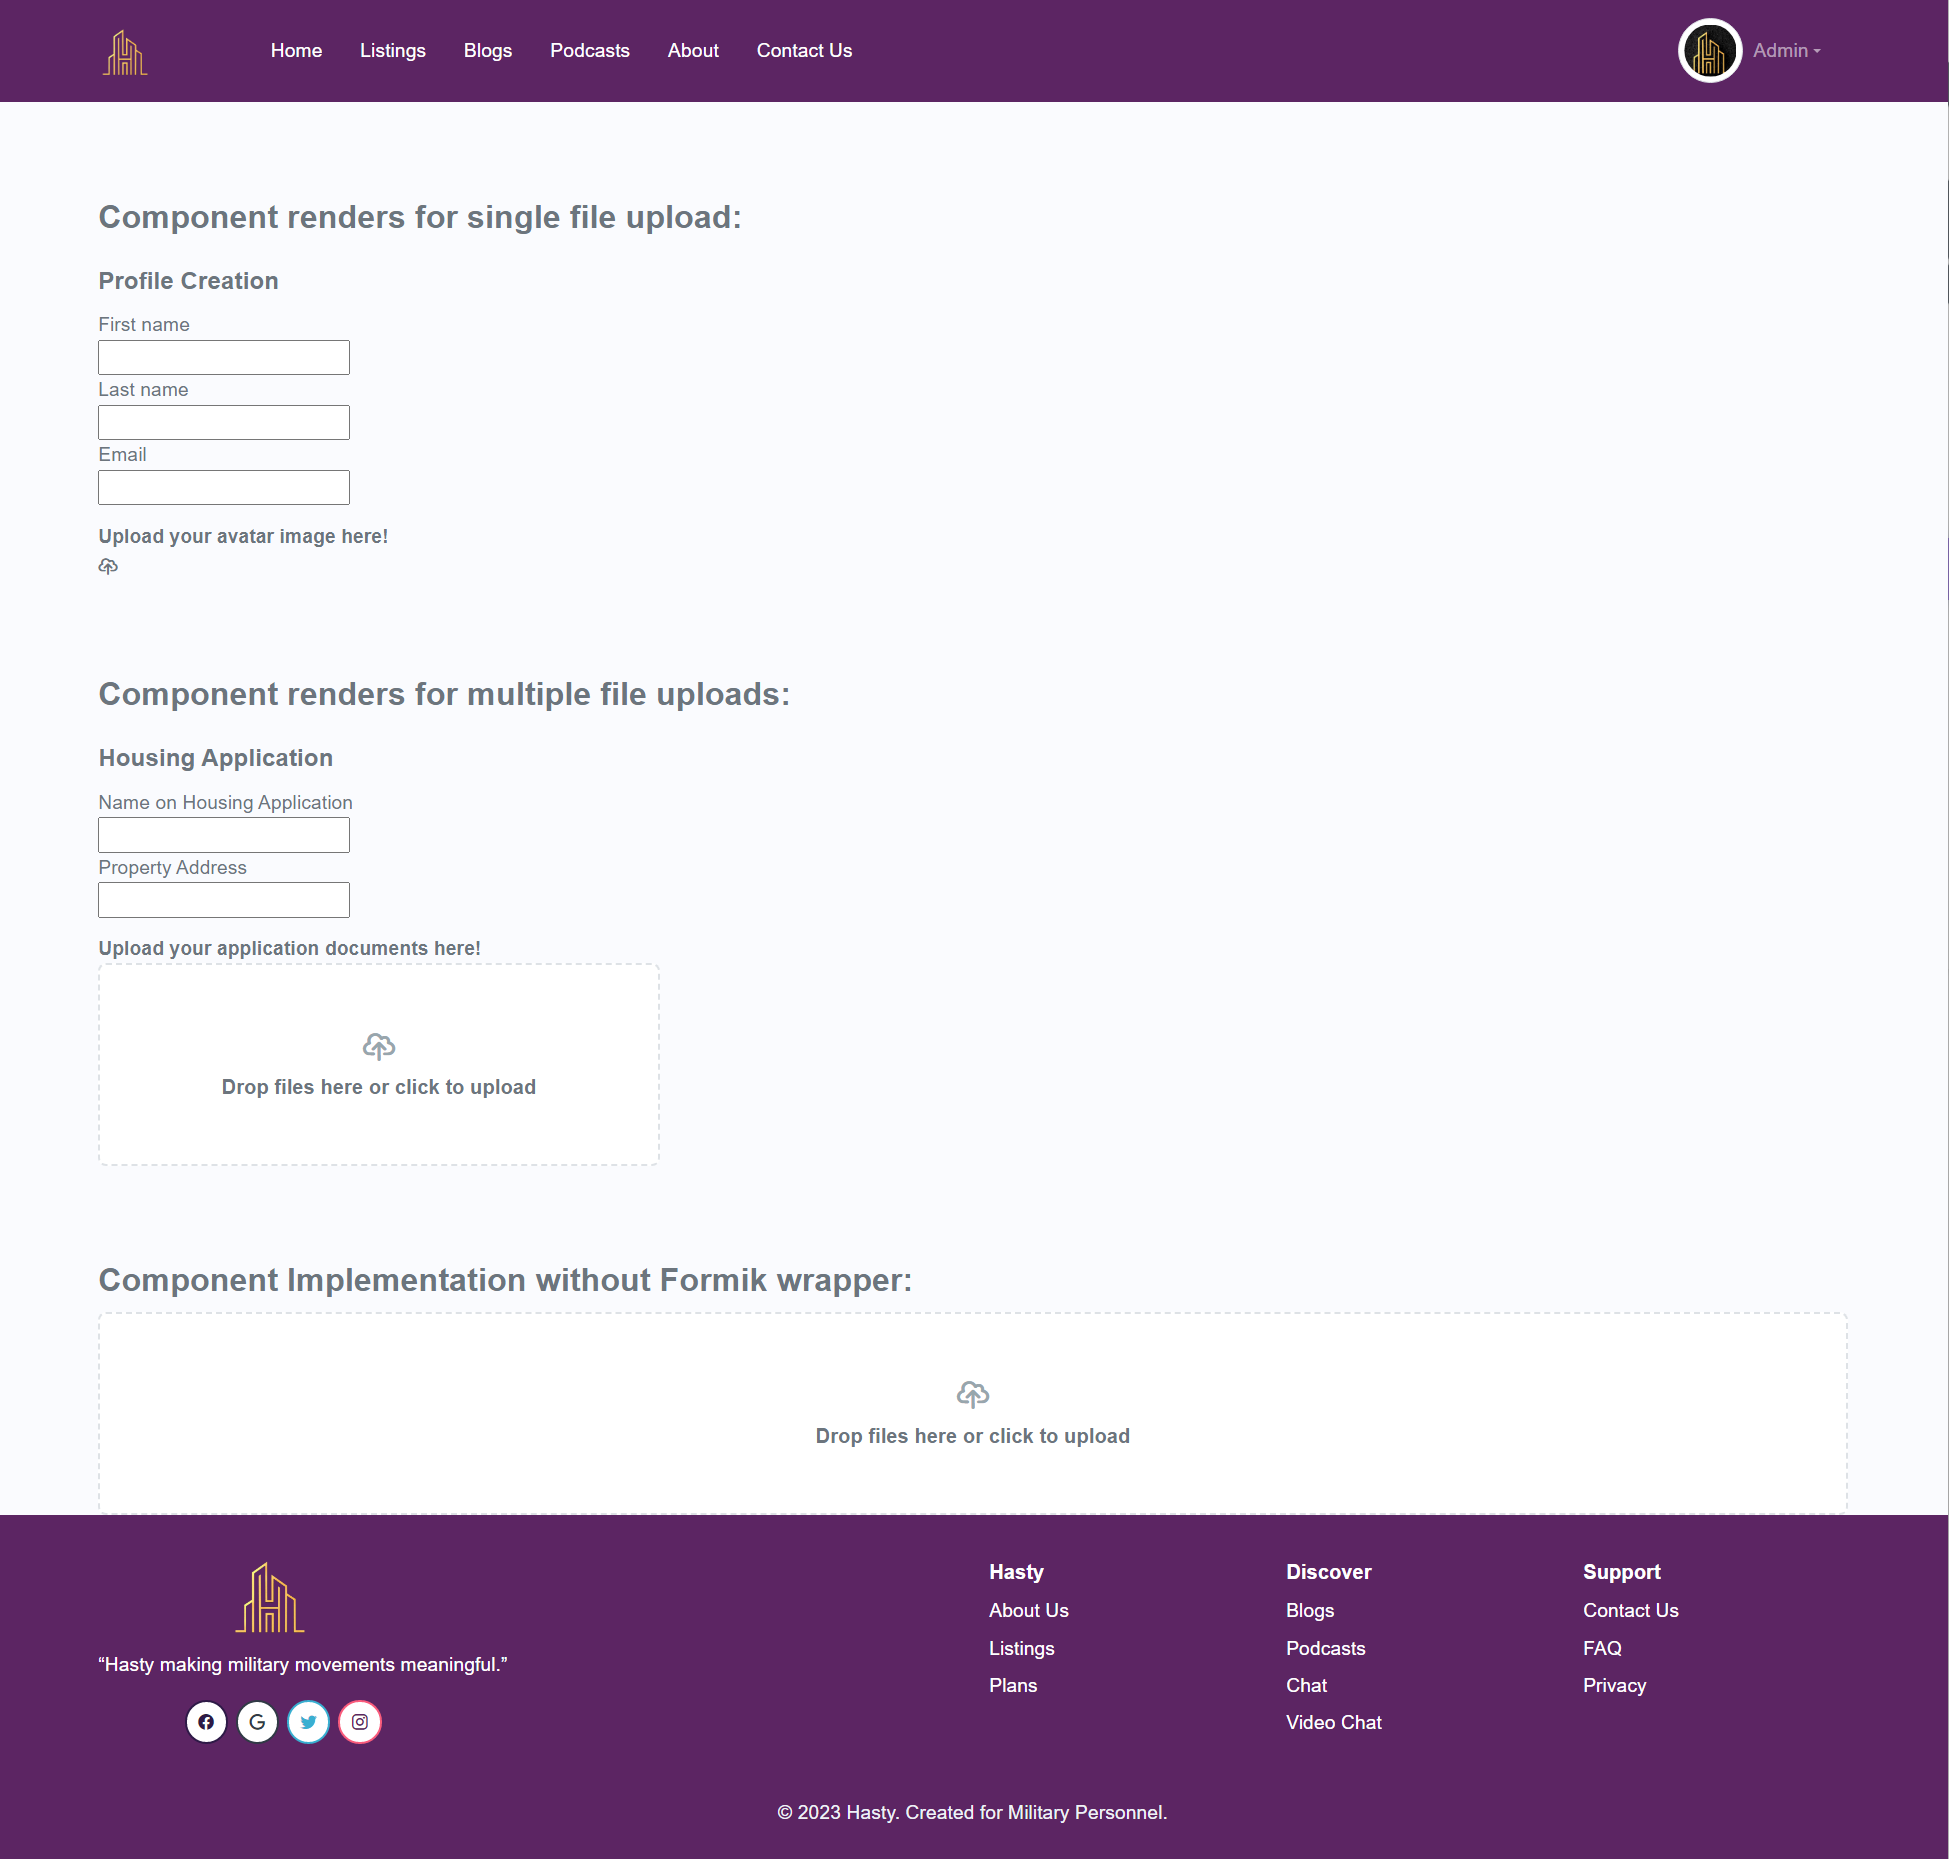 Home Listings Blogs Podcasts About Contact Us Admin
Component renders for single file upload:
Profile Creation
First name
Last name
Email
Upload your avatar image here!
Component renders for multiple file uploads:
Housing Application
Name on Housing Application
Property Address
Upload your application documents here!
Drop files here or click to upload
Component Implementation without Formik wrapper:
Drop files here or click to upload
“Hasty making military movements meaningful.”
Hasty
About Us
Listings
Plans
Discover
Blogs
Podcasts
Chat
Video Chat
Support
Contact Us
FAQ
Privacy
© 2023 Hasty. Created for Military Personnel.